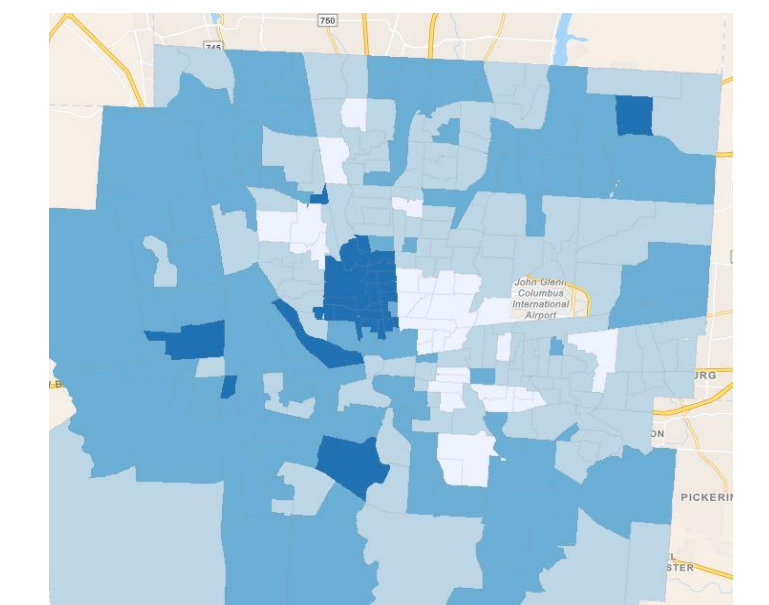 750
745
John Glenn
Columbus
International
Airport
B
URG
ON
PICKERIN
L
STER